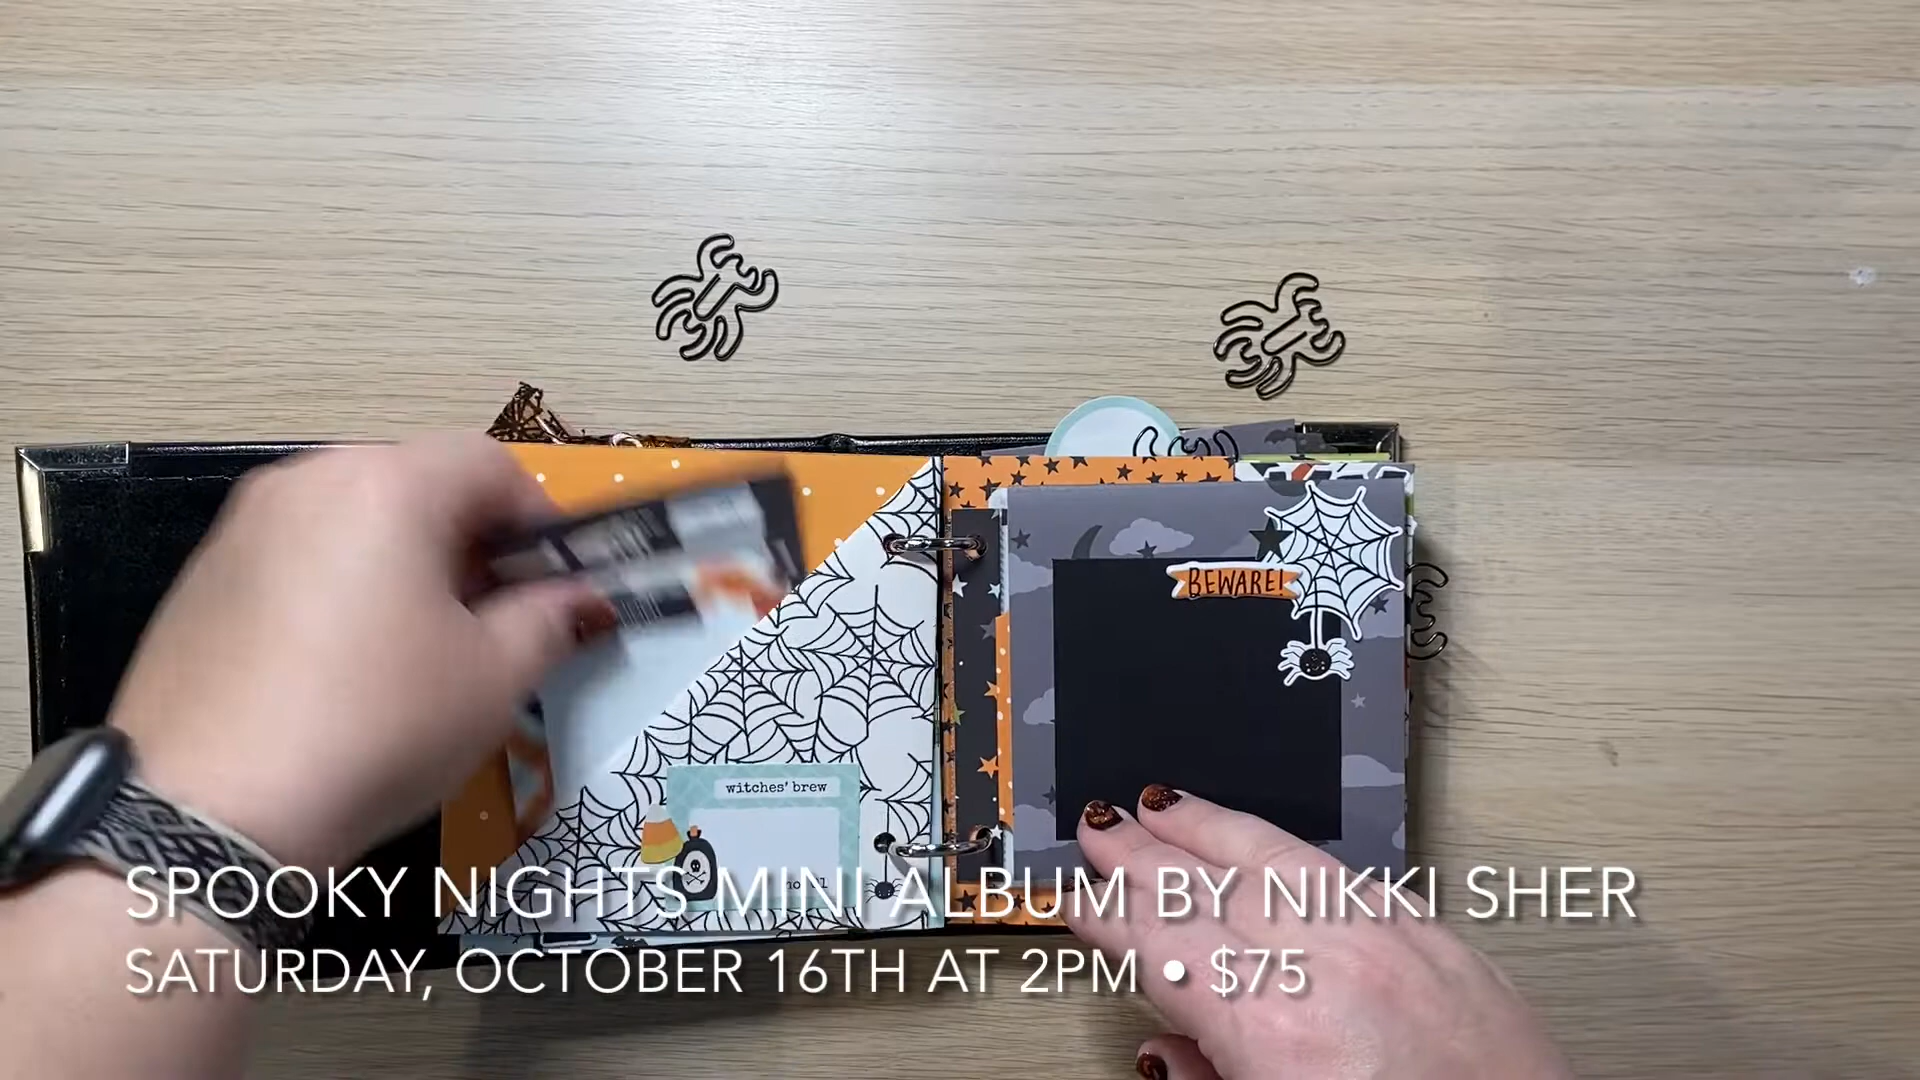 BEWARE!
witches' brew
SPOOKY NIGHTS MINI ALBUM BY NIKKI SHER
SATURDAY, OCTOBER 16TH AT 2PM • $75